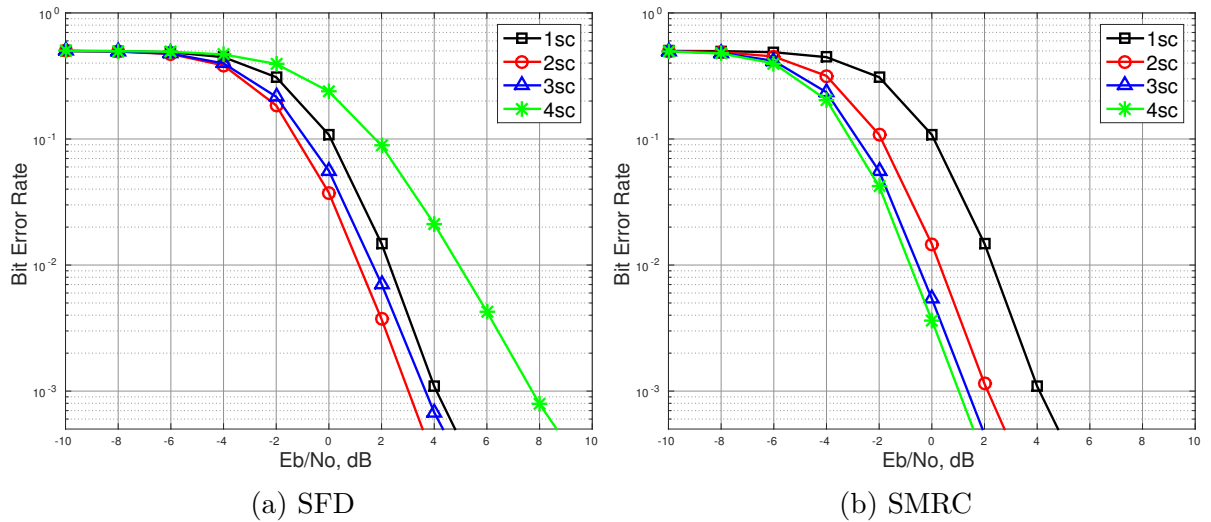 10^0
10^-1
10^-2
10^-3
Bit Error Rate
-10 -8 -6 -4 -2 0 2 4 6 8 10
Eb/No, dB
1sc
2sc
3sc
4sc
(a) SFD
10^0
10^-1
10^-2
10^-3
Bit Error Rate
-10 -8 -6 -4 -2 0 2 4 6 8 10
Eb/No, dB
1sc
2sc
3sc
4sc
(b) SMRC